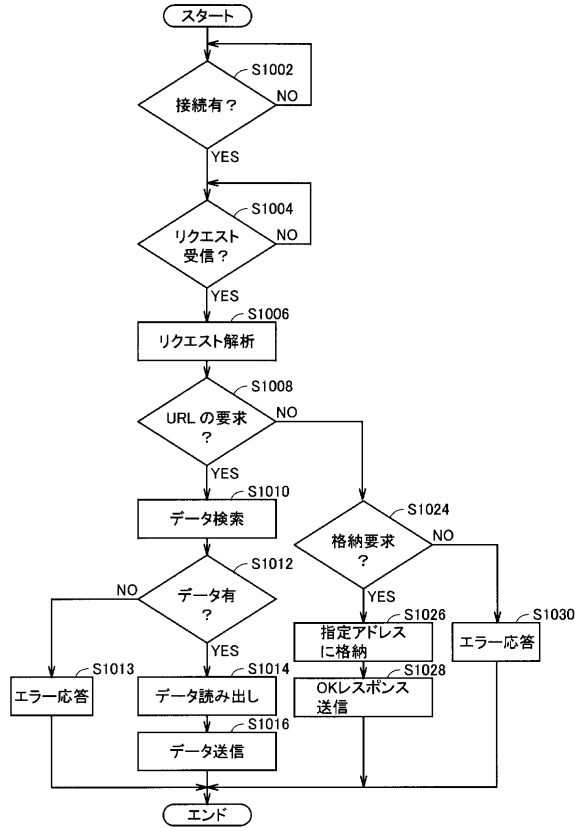 スタート
S1002
接続有？
NO
YES
S1004
リクエスト
受信？
NO
YES
S1006
リクエスト解析
S1008
URLの要求
？
NO
YES
S1010
データ検索
S1024
格納要求
？
NO
YES
S1012
データ有
？
NO
YES
S1026
指定アドレス
に格納
S1030
エラー応答
S1013
エラー応答
S1014
データ読み出し
S1028
OKレスポンス
送信
S1016
データ送信
エンド